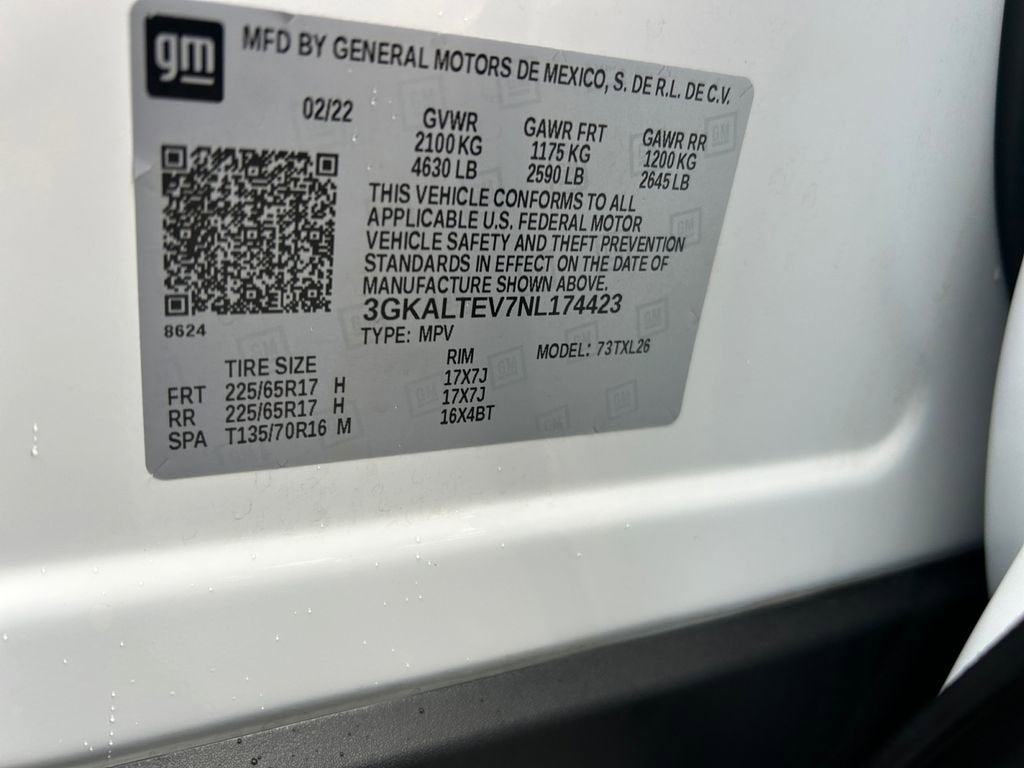 gm
MFD BY GENERAL MOTORS DE MEXICO, S. DE R.L. DE C.V.
02/22 GVWR GAWR FRT GAWR RR
2100 KG 1175 KG 1200 KG
4630 LB 2590 LB 2645 LB
THIS VEHICLE CONFORMS TO ALL
APPLICABLE U.S. FEDERAL MOTOR
VEHICLE SAFETY AND THEFT PREVENTION
STANDARDS IN EFFECT ON THE DATE OF
MANUFACTURE SHOWN ABOVE.
3GKALTEV7NL174423
8624
TYPE: MPV MODEL: 73TXL26
TIRE SIZE RIM
FRT 225/65R17 H 17X7J
RR 225/65R17 H 17X7J
SPA T135/70R16 M 16X4BT